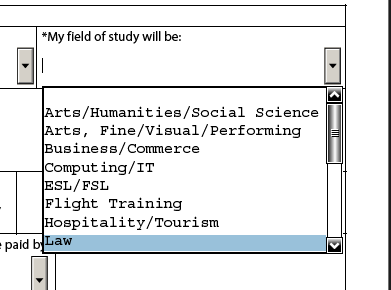 *My field of study will be:
Arts/Humanities/Social Science
Arts, Fine/Visual/Performing
Business/Commerce
Computing/IT
ESL/FSL
Flight Training
Hospitality/Tourism
Law
paid by